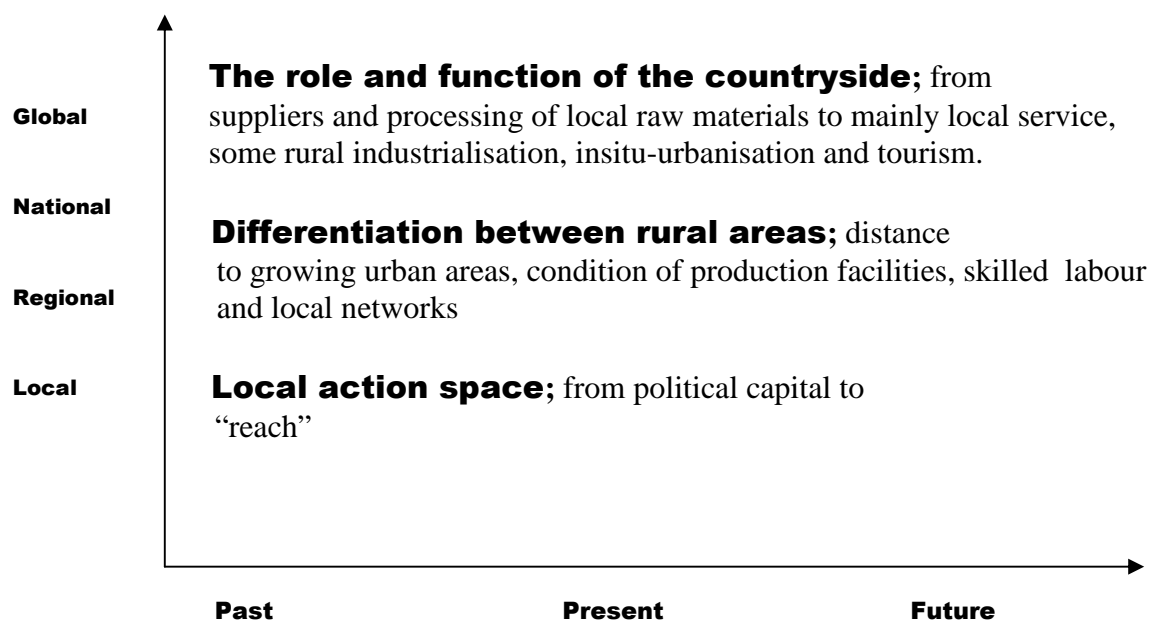 The role and function of the countryside; from
Global
suppliers and processing of local raw materials to mainly local service,
some rural industrialisation, insitu-urbanisation and tourism.
National
Differentiation between rural areas; distance
to growing urban areas, condition of production facilities, skilled labour
Regional
and local networks
Local
Local action space; from political capital to
“reach”
Past Present Future